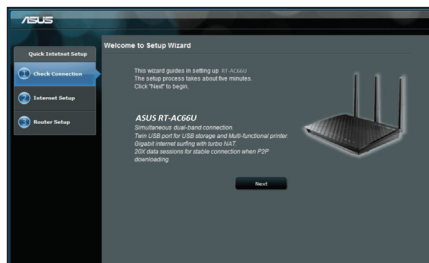 ASUS
Quick Intetnet Setup
Check Connection
Internet Setup
Router Setup
Welcome to Setup Wizard
This wizard guides in setting up RT-AC66U
The setup process takes about five minutes.
Click "Next" to begin.
ASUS RT-AC66U
Simultaneous dual-band connection.
Twin USB port for USB storage and Multi-functional printer.
Gigabit internet surfing with turbo NAT.
20X data sessions for stable connection when P2P
downloading.
Next